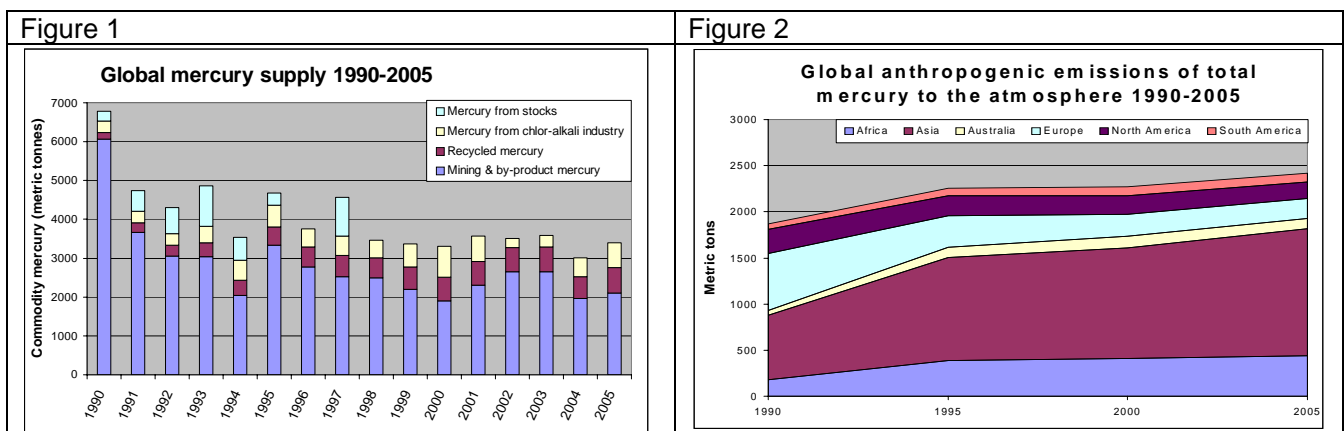 Figure 1
Global mercury supply 1990-2005
Commodity mercury (metric tonnes)
7000
6000
5000
4000
3000
2000
1000
0
Mercury from stocks
Mercury from chlor-alkali industry
Recycled mercury
Mining & by-product mercury
1990
1991
1992
1993
1994
1995
1996
1997
1998
1999
2000
2001
2002
2003
2004
2005
Figure 2
Global anthropogenic emissions of total
mercury to the atmosphere 1990-2005
Metric tons
3000
2500
2000
1500
1000
500
0
Africa Asia Australia Europe North America South America
1990 1995 2000 2005